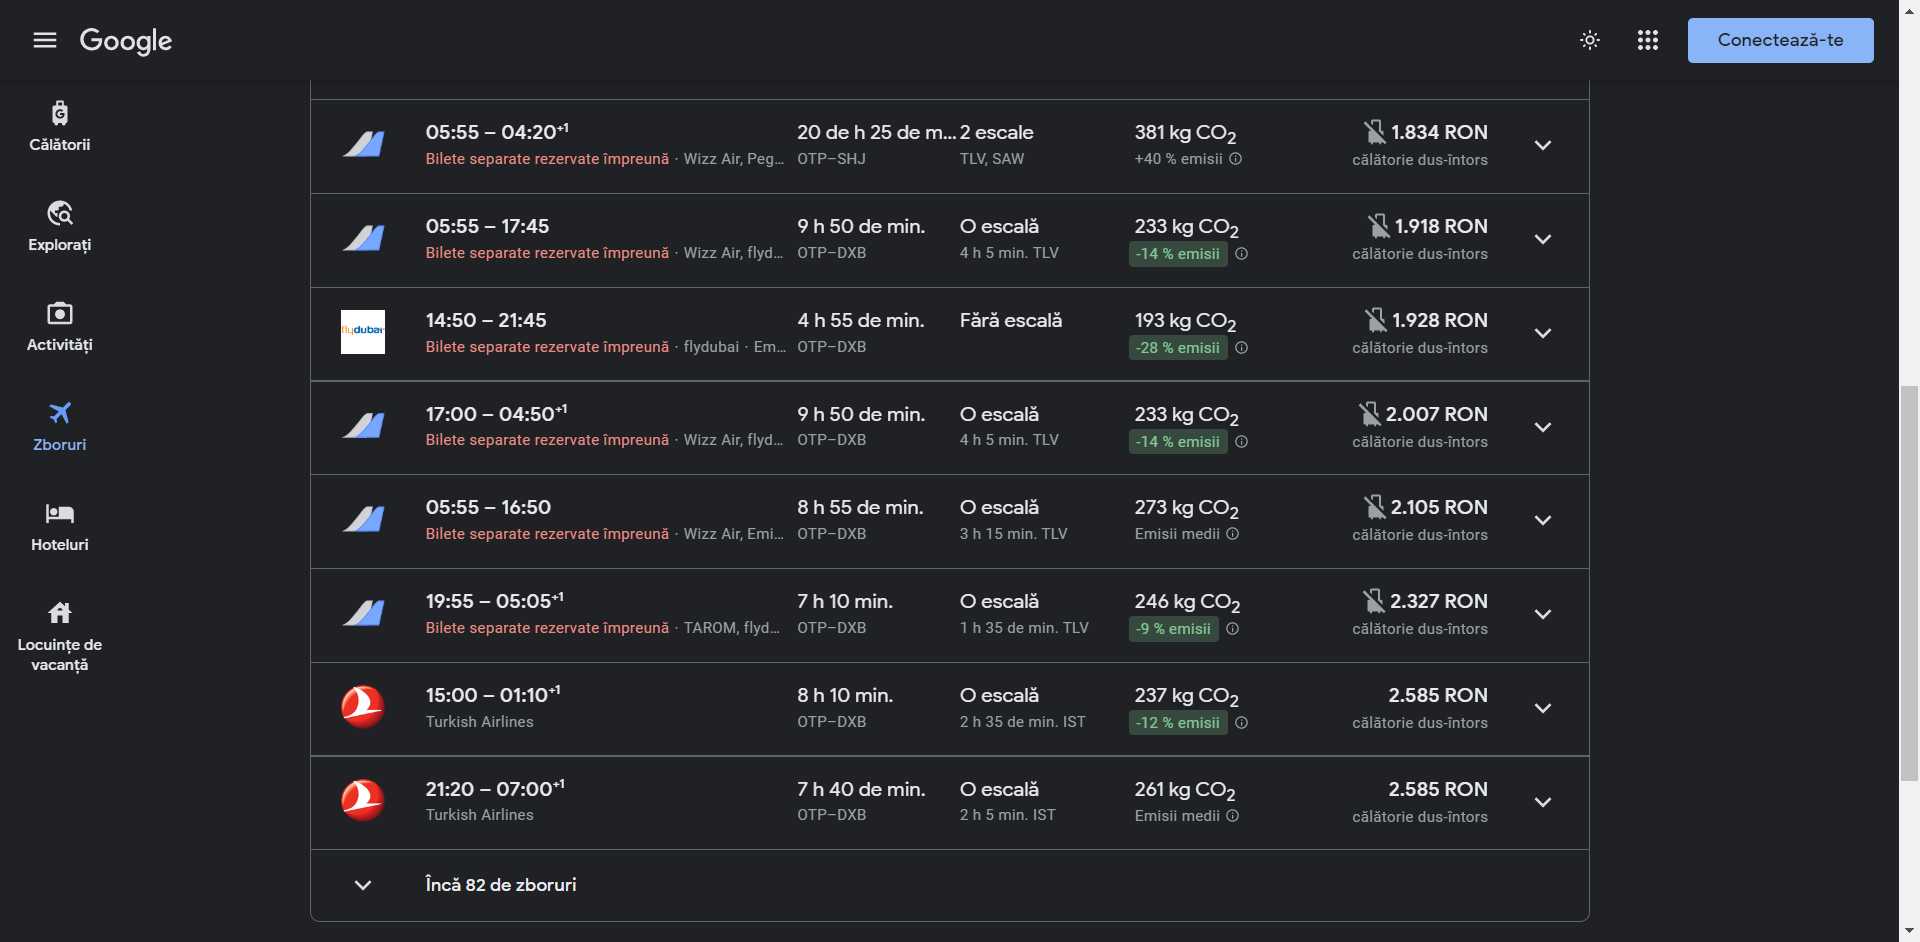 Google
Conectează-te
Călătorii
Explorați
Activități
Zboruri
Hoteluri
Locuințe de
vacanță
05:55 – 04:20+1
20 de h 25 de m...
2 escale
381 kg CO2
1.834 RON
Bilete separate rezervate împreună · Wizz Air, Peg...
OTP–SHJ
TLV, SAW
+40 % emisii
călătorie dus-întors
05:55 – 17:45
9 h 50 de min.
O escală
233 kg CO2
1.918 RON
Bilete separate rezervate împreună · Wizz Air, flyd...
OTP–DXB
4 h 5 min. TLV
-14 % emisii
călătorie dus-întors
flydubai
14:50 – 21:45
4 h 55 de min.
Fără escală
193 kg CO2
1.928 RON
Bilete separate rezervate împreună · flydubai · Em...
OTP–DXB
-28 % emisii
călătorie dus-întors
17:00 – 04:50+1
9 h 50 de min.
O escală
233 kg CO2
2.007 RON
Bilete separate rezervate împreună · Wizz Air, flyd...
OTP–DXB
4 h 5 min. TLV
-14 % emisii
călătorie dus-întors
05:55 – 16:50
8 h 55 de min.
O escală
273 kg CO2
2.105 RON
Bilete separate rezervate împreună · Wizz Air, Emi...
OTP–DXB
3 h 15 min. TLV
Emisii medii
călătorie dus-întors
19:55 – 05:05+1
7 h 10 min.
O escală
246 kg CO2
2.327 RON
Bilete separate rezervate împreună · TAROM, flyd...
OTP–DXB
1 h 35 de min. TLV
-9 % emisii
călătorie dus-întors
15:00 – 01:10+1
8 h 10 min.
O escală
237 kg CO2
2.585 RON
Turkish Airlines
OTP–DXB
2 h 35 de min. IST
-12 % emisii
călătorie dus-întors
21:20 – 07:00+1
7 h 40 de min.
O escală
261 kg CO2
2.585 RON
Turkish Airlines
OTP–DXB
2 h 5 min. IST
Emisii medii
călătorie dus-întors
Încă 82 de zboruri